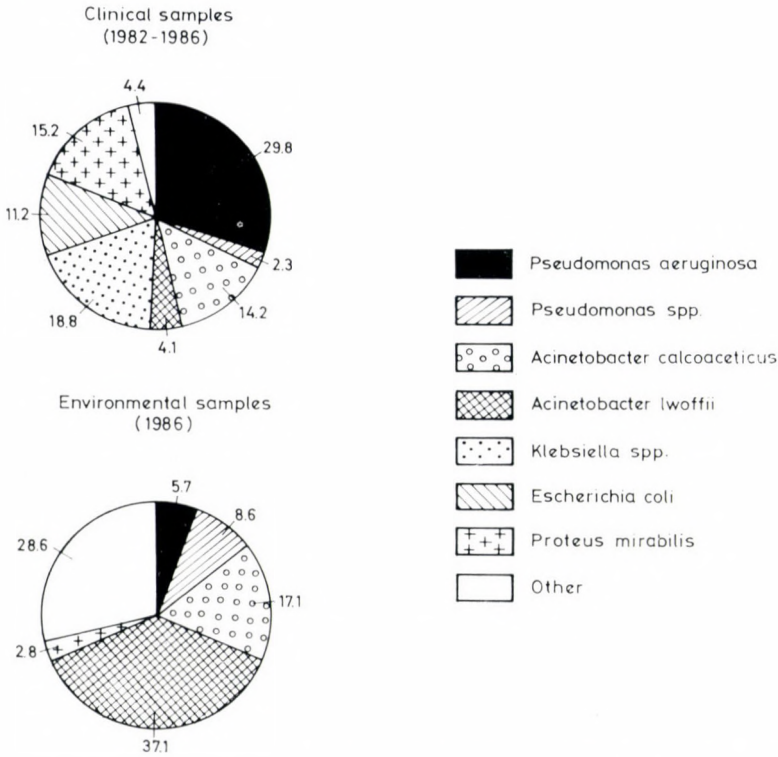 Clinical samples
(1982-1986)
4.4
15.2
29.8
11.2
2.3
18.8
14.2
4.1
Environmental samples
(1986)
5.7
8.6
28.6
17.1
2.8
37.1
Pseudomonas aeruginosa
Pseudomonas spp.
Acinetobacter calcoaceticus
Acinetobacter lwoffii
Klebsiella spp.
Escherichia coli
Proteus mirabilis
Other